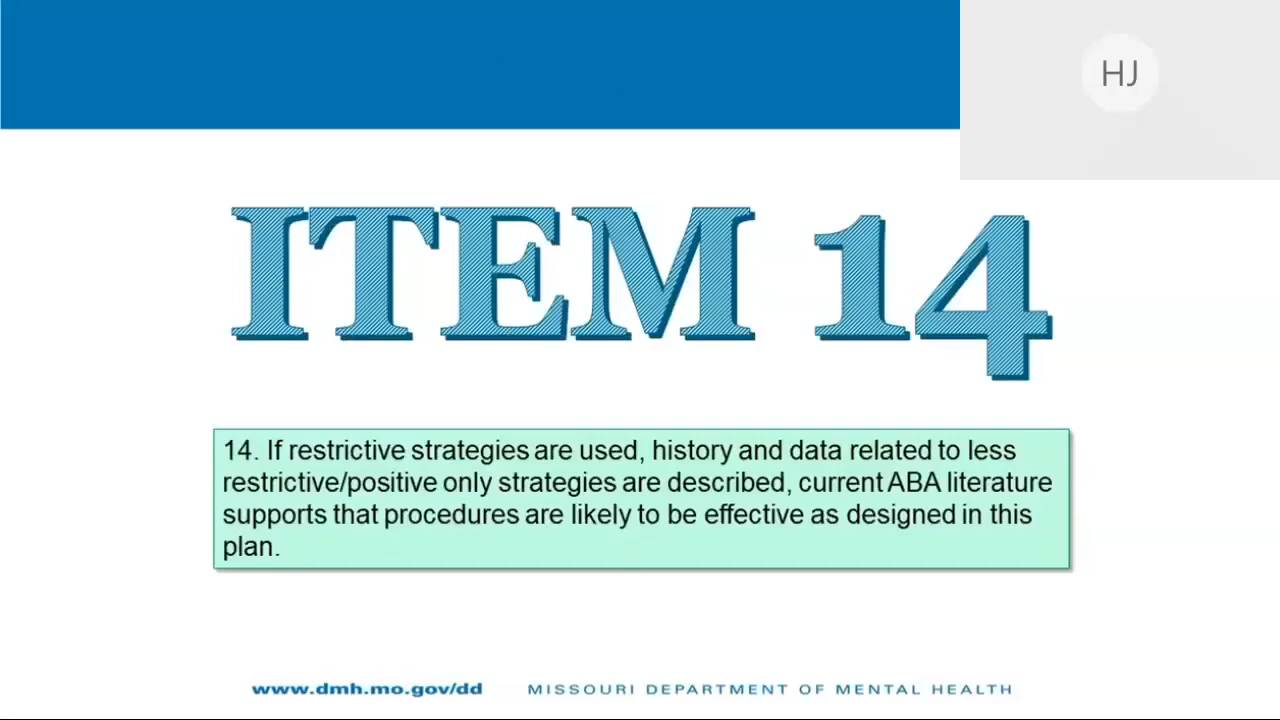 HJ
ITEM 14
14. If restrictive strategies are used, history and data related to less
restrictive/positive only strategies are described, current ABA literature
supports that procedures are likely to be effective as designed in this
plan.
www.dmh.mo.gov/dd MISSOURI DEPARTMENT OF MENTAL HEALTH